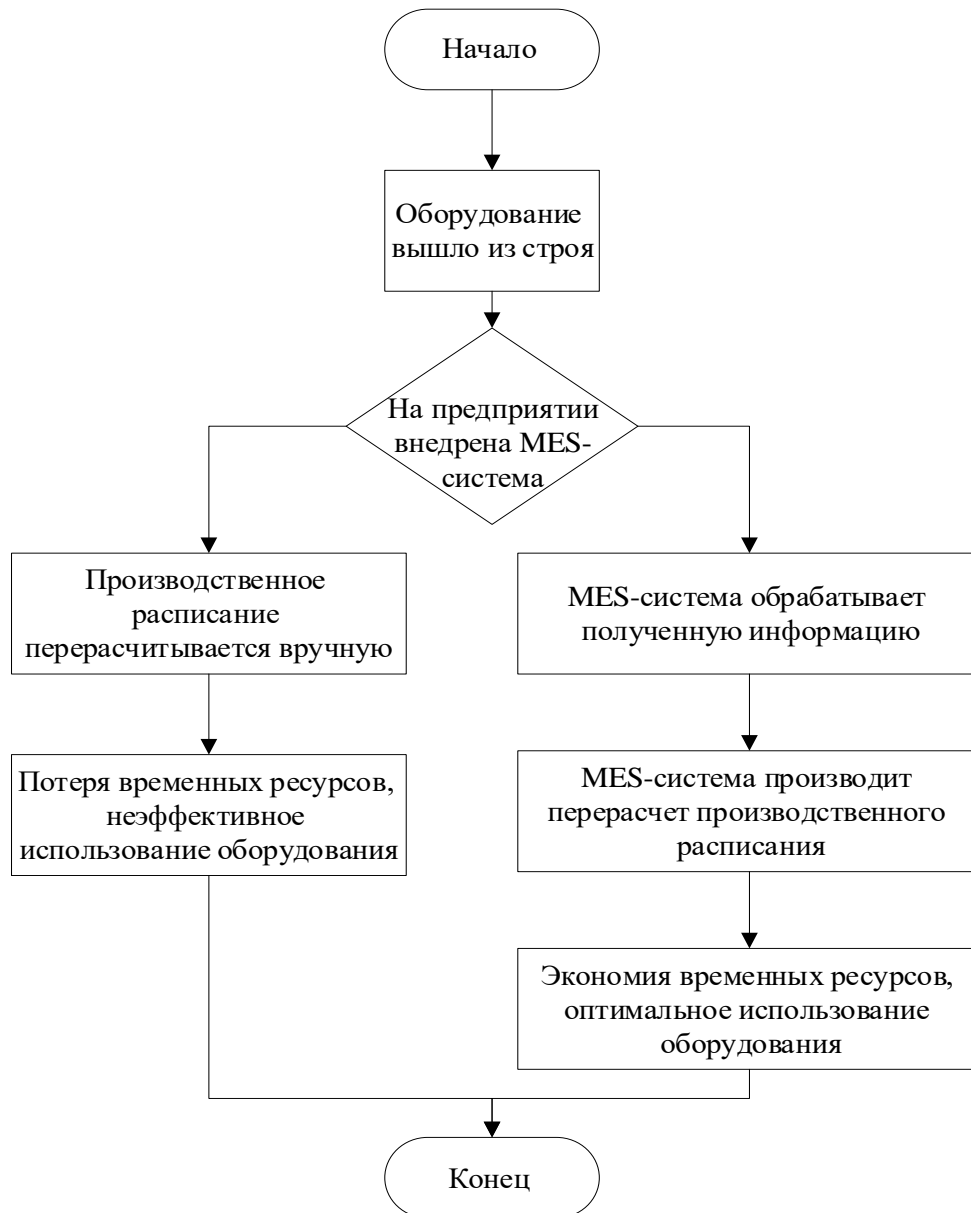 Начало
Оборудование
вышло из строя
На предприятии
внедрена MES-
система
Производственное
расписание
перерасчитывается вручную
MES-система обрабатывает
полученную информацию
Потеря временных ресурсов,
неэффективное
использование оборудования
MES-система производит
перерасчет производственного
расписания
Экономия временных ресурсов,
оптимальное использование
оборудования
Конец